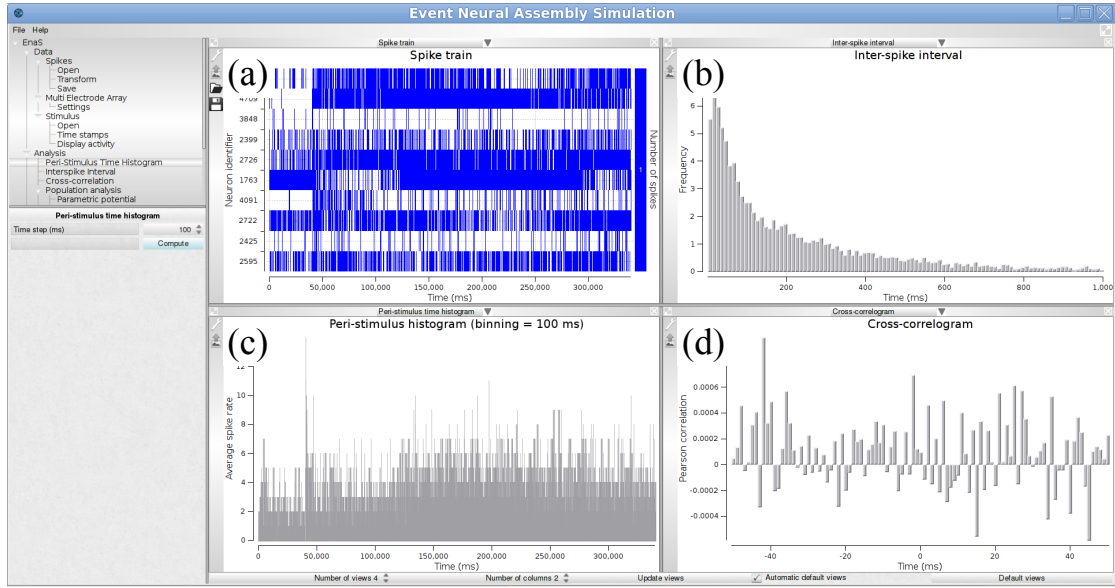 Event Neural Assembly Simulation
File Help
EnaS
Data
Spikes
Open
Transform
Save
Multi Electrode Array
Settings
Stimulus
Open
Time stamps
Display activity
Analysis
Peri-Stimulus Time Histogram
Interspike Interval
Cross-correlation
Population analysis
Parametric potential
Peri-stimulus time histogram
Time step (ms) 100
Compute
Spike train
(a) Spike train
Neuron identifier
4709
3848
2399
2726
1763
4091
2722
2425
2595
0 50,000 100,000 150,000 200,000 250,000 300,000
Time (ms)
1
Number of spikes
Inter-spike interval
(b) Inter-spike interval
Frequency
6
5
4
3
2
1
0
200 400 600 800 1,000
Time (ms)
Peri-stimulus time histogram
Peri-stimulus histogram (binning = 100 ms)
(c)
Average spike rate
12
10
8
6
4
2
0
0 50,000 100,000 150,000 200,000 250,000 300,000
Time (ms)
Cross-correlogram
(d) Cross-correlogram
Pearson correlation
0.0006
0.0004
0.0002
0
-0.0002
-0.0004
-40 -20 0 20 40
Time (ms)
Number of views 4 Number of columns 2 Update views Automatic default views Default views